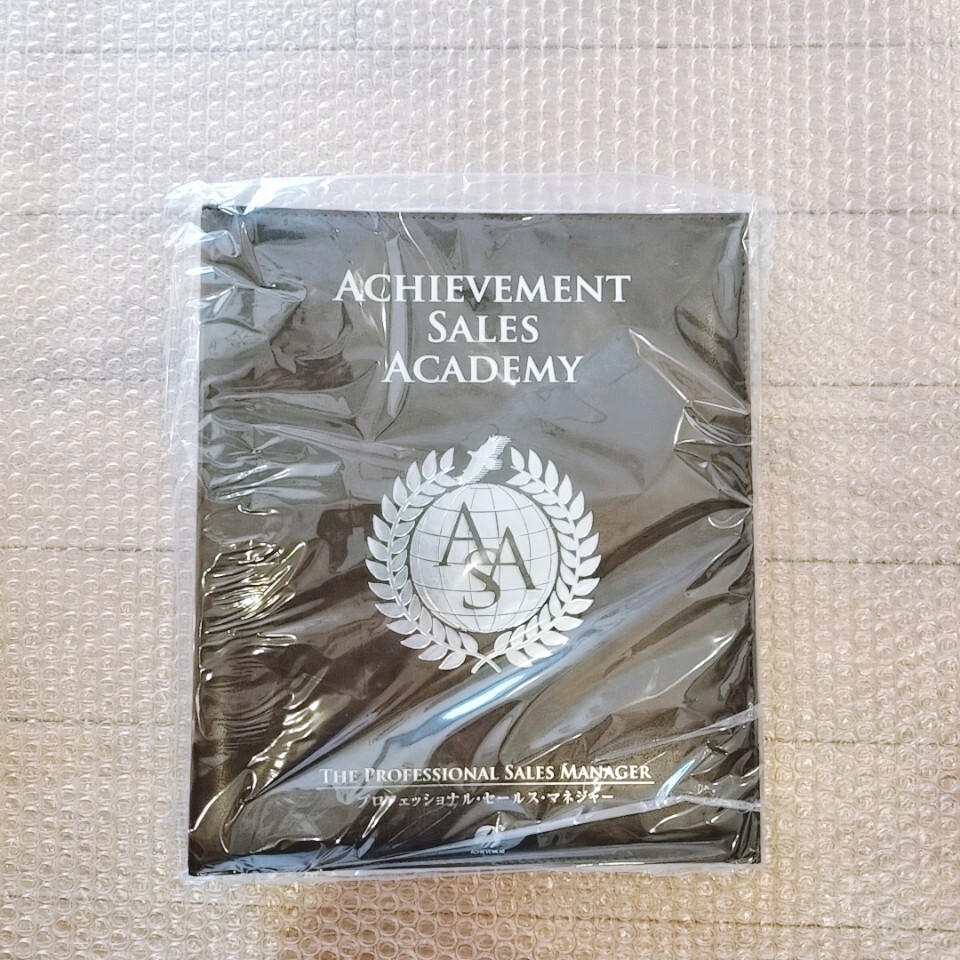 ACHIEVEMENT
SALES
ACADEMY
ASA
THE PROFESSIONAL SALES MANAGER
プロフェッショナル・セールス・マネジャー
ACHIEVEMENT